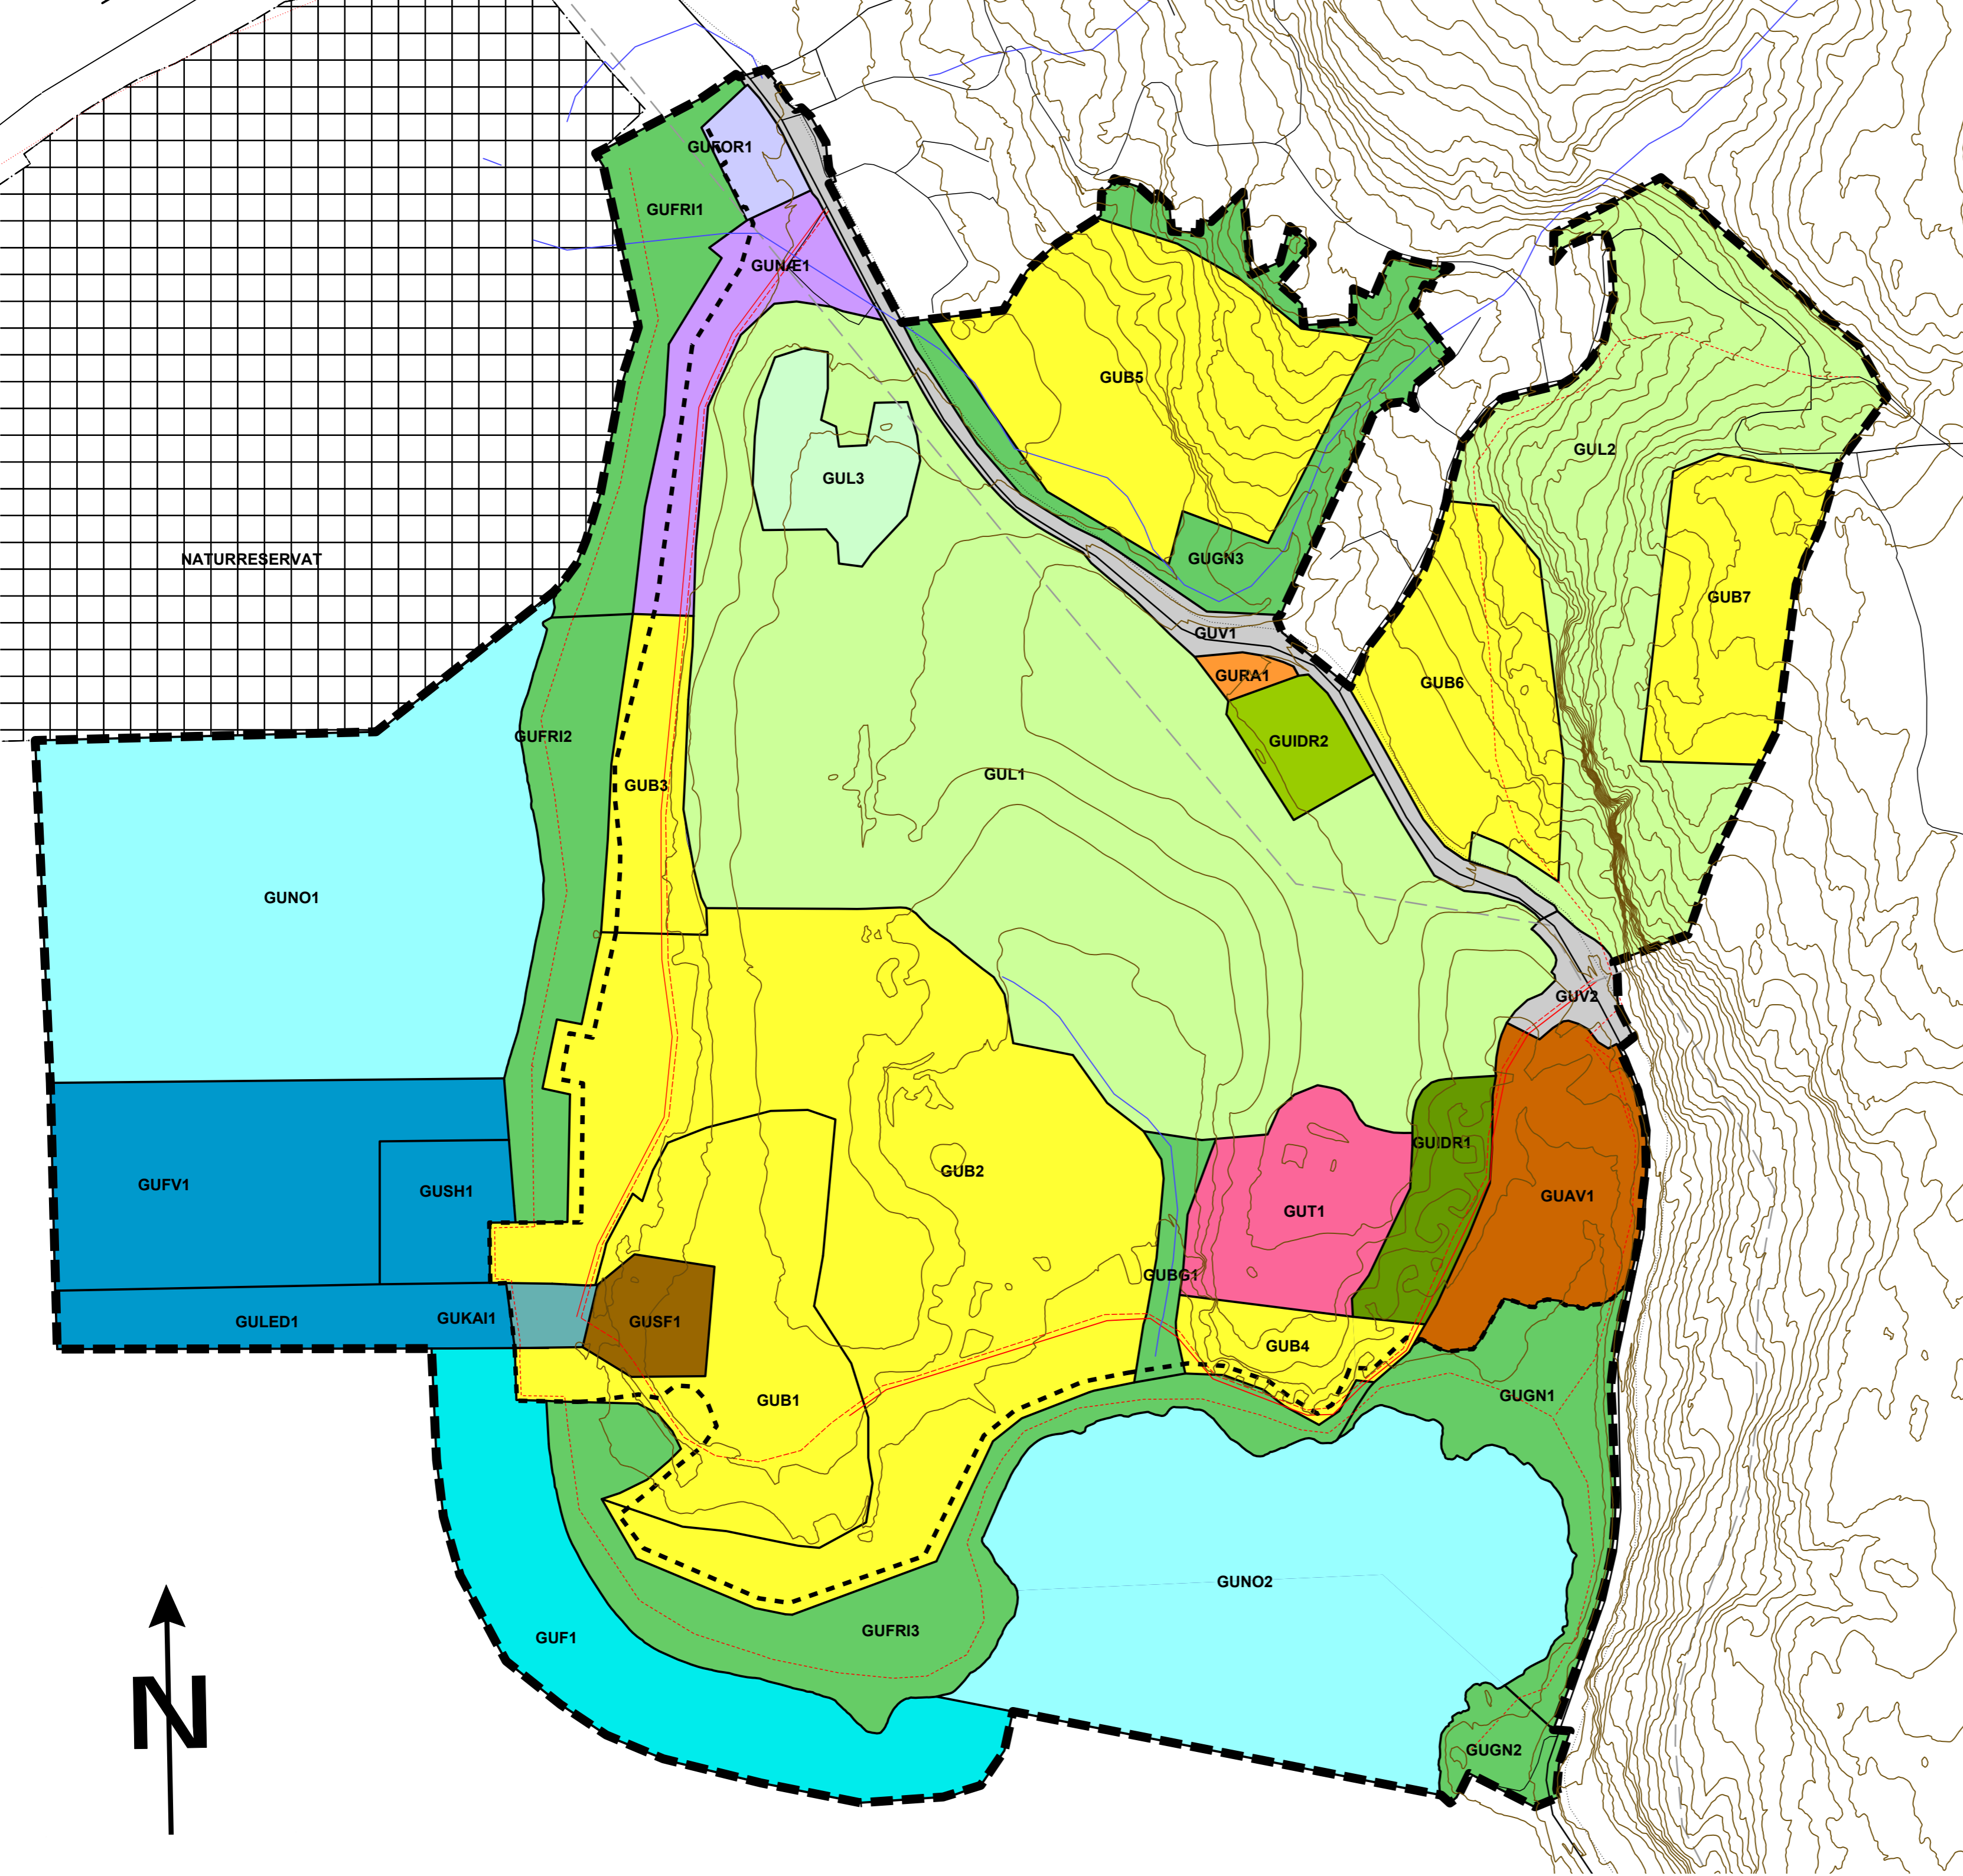 GUFOR1
GUFRI1
GUNÆ1
GUB5
GUL2
GUL3
NATURRESERVAT
GUGN3
GUB7
GUV1
GURA1
GUB6
GUFRI2
GUIDR2
GUL1
GUB3
GUNO1
GUV2
GUIDR1
GUB2
GUFV1
GUSH1
GUAV1
GUT1
GUBG1
GUKAI1
GULED1
GUSF1
GUB4
GUB1
GUGN1
GUNO2
GUFRI3
GUF1
N
GUGN2